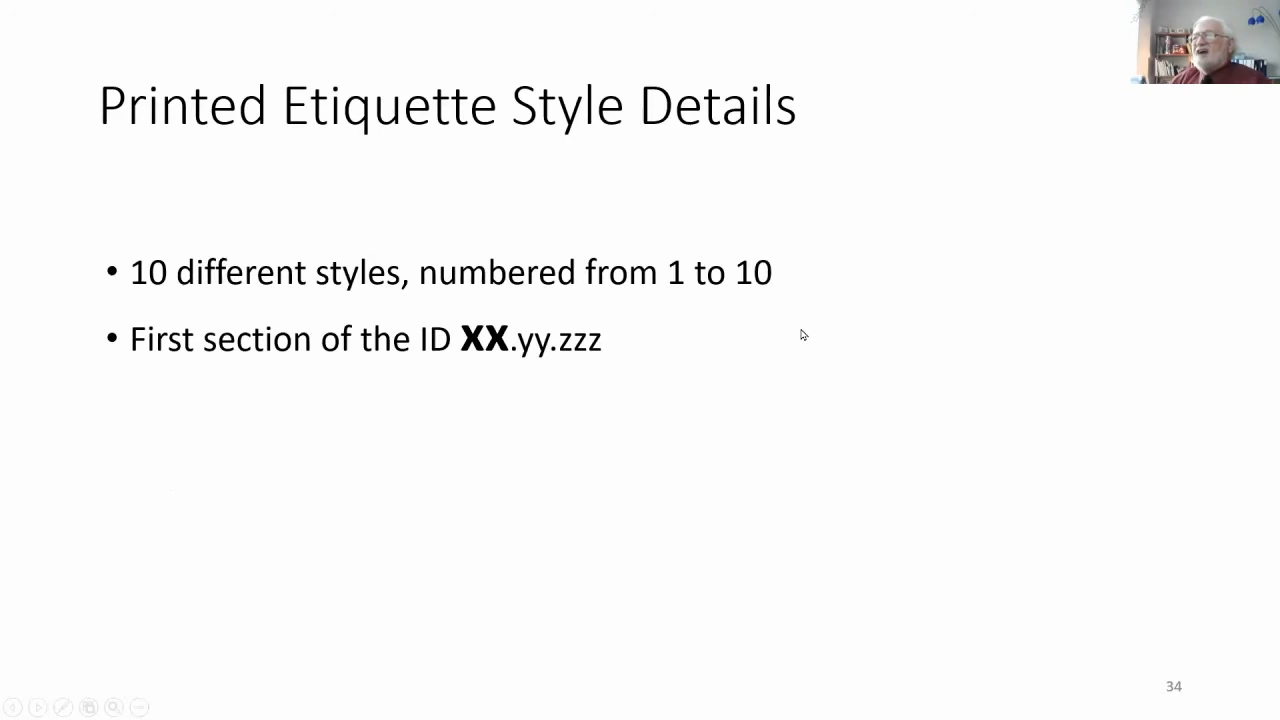 Printed Etiquette Style Details
• 10 different styles, numbered from 1 to 10
• First section of the ID XX.yy.zzz
34